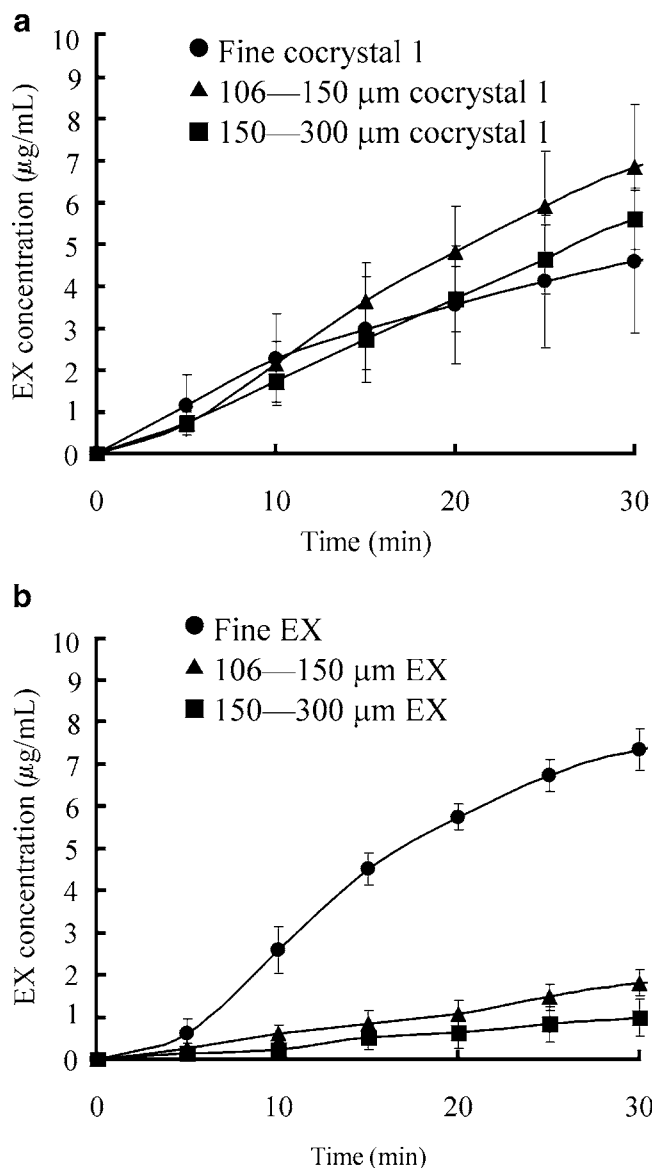 a
10
9
8
7
6
5
4
3
2
1
0
EX concentration (μg/mL)
Fine cocrystal 1
106—150 μm cocrystal 1
150—300 μm cocrystal 1
0 10 20 30
Time (min)
b
10
9
8
7
6
5
4
3
2
1
0
EX concentration (μg/mL)
Fine EX
106—150 μm EX
150—300 μm EX
0 10 20 30
Time (min)